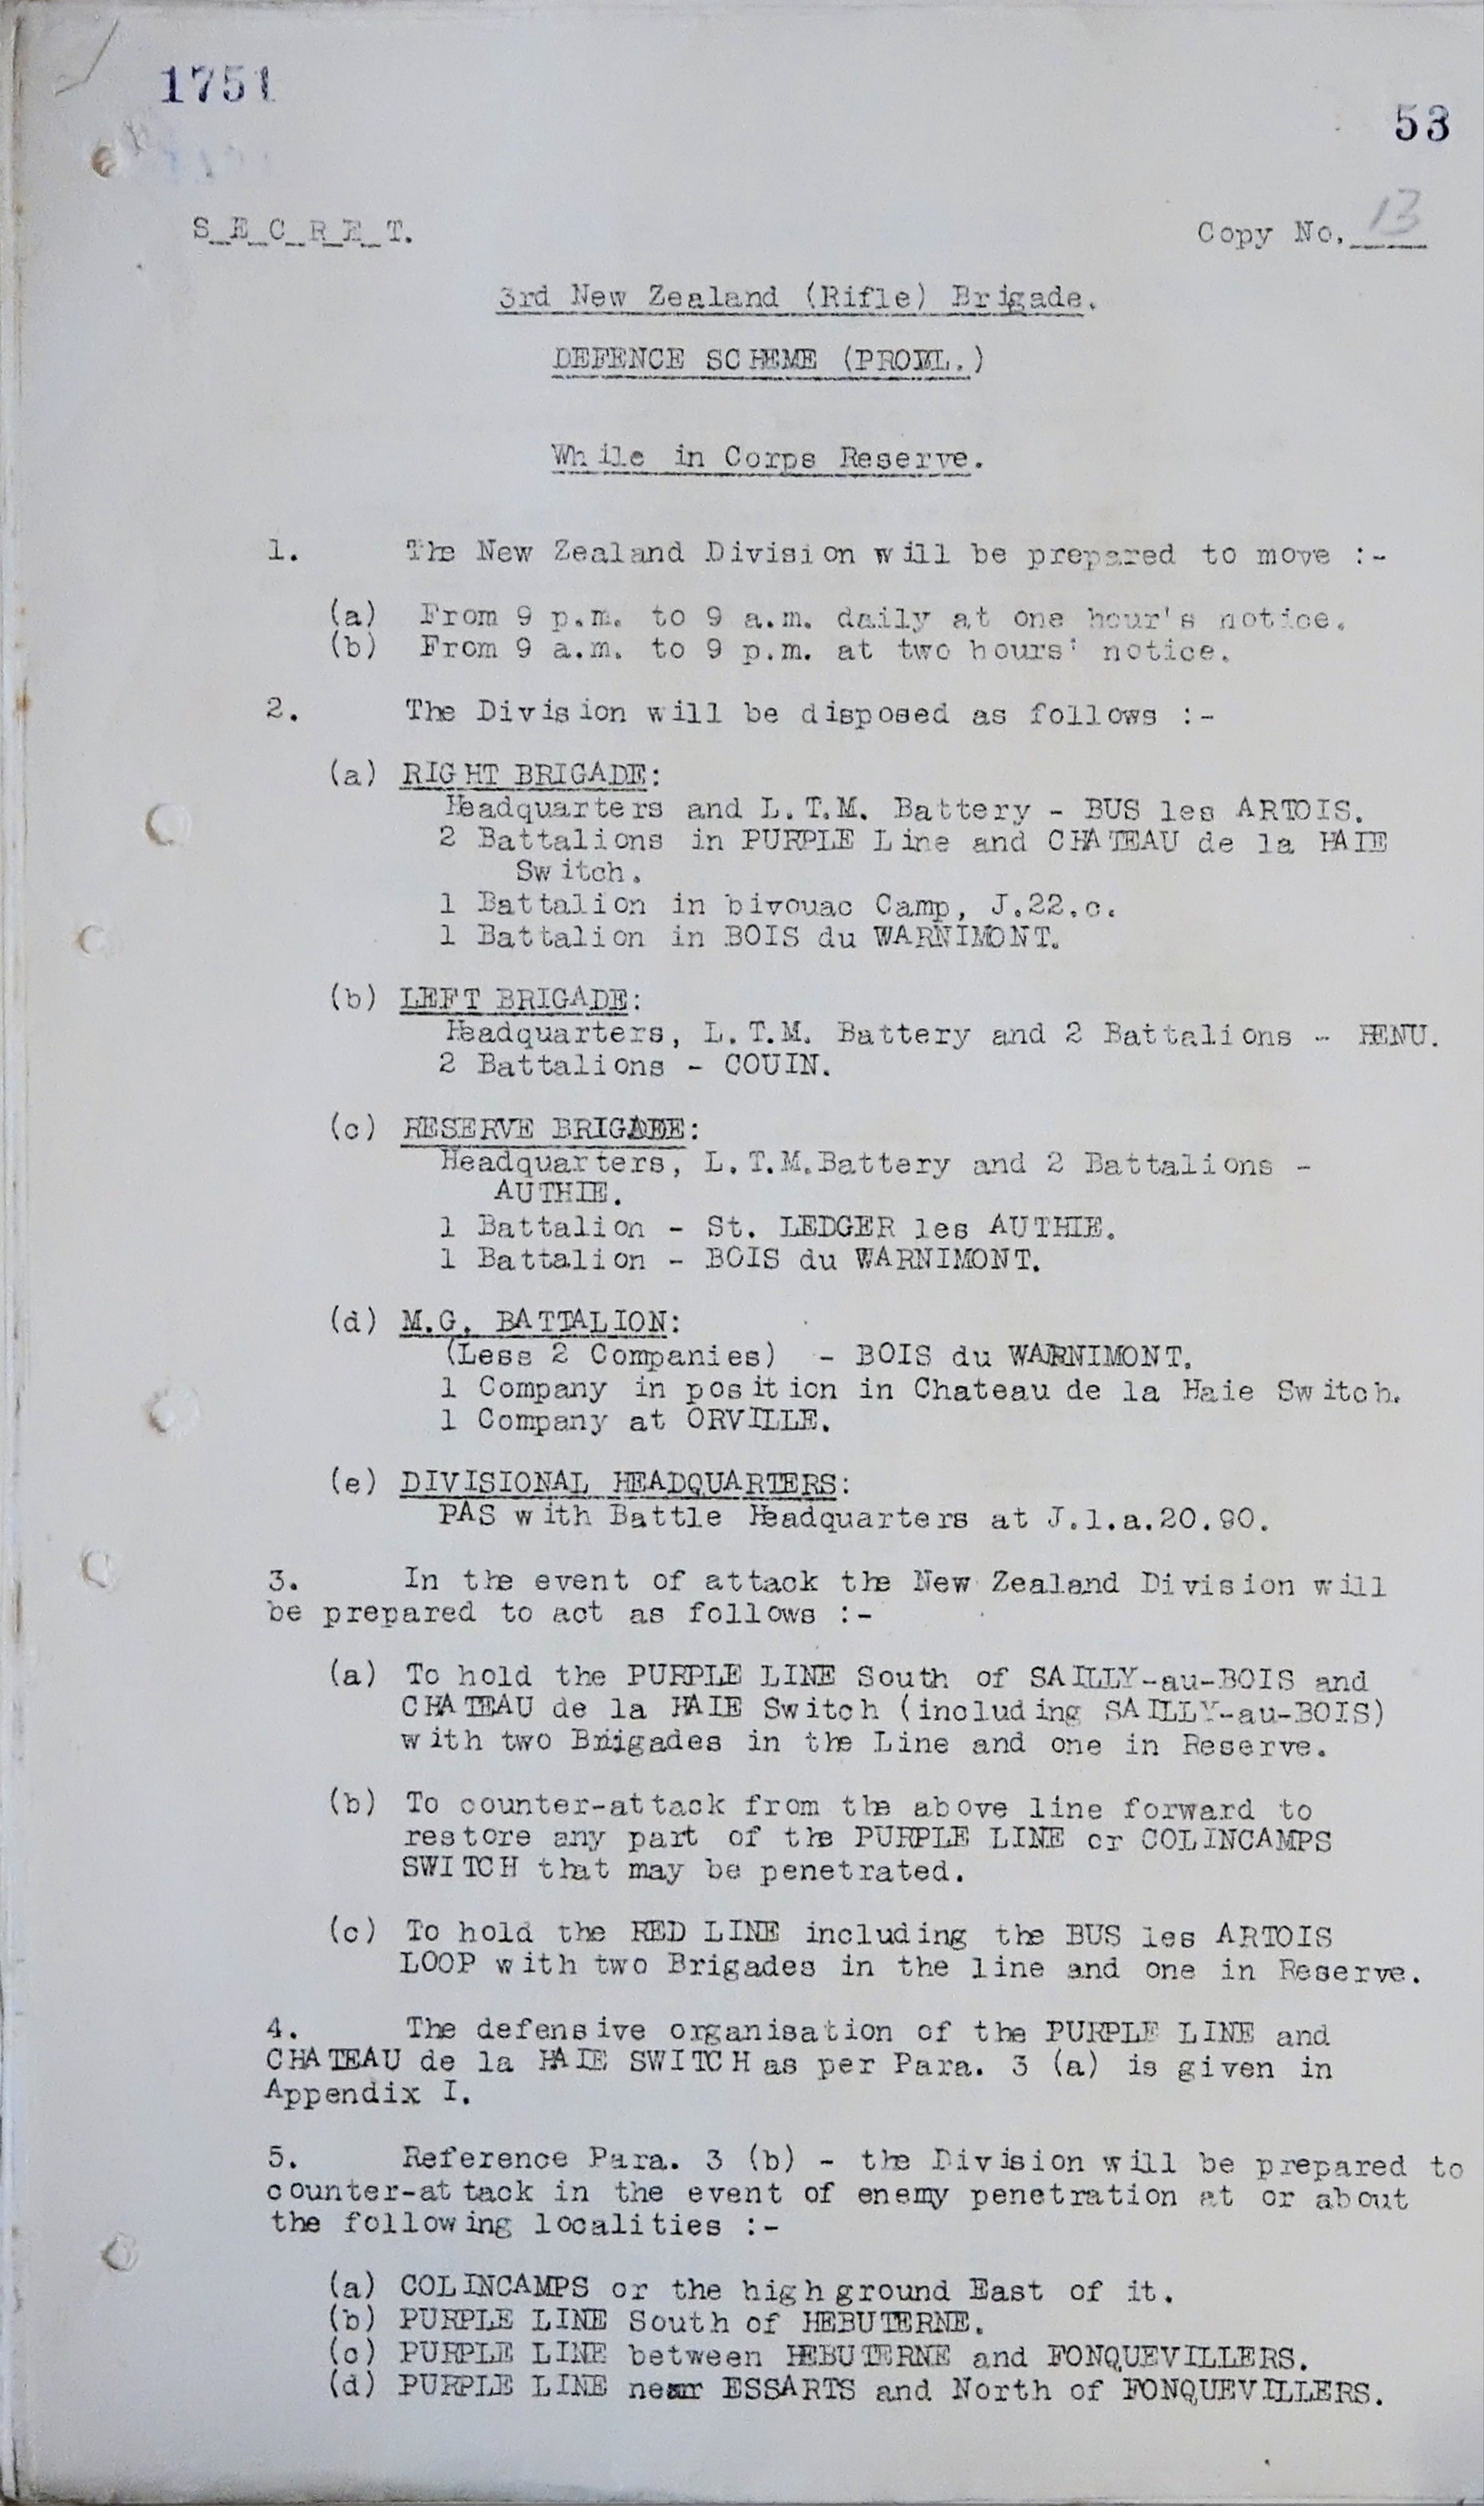 1751
53
S_E_C_R_E_T.
Copy No. 13
3rd New Zealand (Rifle) Brigade.
DEFENCE SCHEME (PROVL.)
While in Corps Reserve.
1. The New Zealand Division will be prepared to move :-
(a) From 9 p.m. to 9 a.m. daily at one hour's notice.
(b) From 9 a.m. to 9 p.m. at two hours' notice.
2. The Division will be disposed as follows :-
(a) RIGHT BRIGADE:
Headquarters and L.T.M. Battery - BUS les ARTOIS.
2 Battalions in PURPLE Line and CHATEAU de la HAIE
Switch.
1 Battalion in bivouac Camp, J.22.c.
1 Battalion in BOIS du WARNIMONT.
(b) LEFT BRIGADE:
Headquarters, L.T.M. Battery and 2 Battalions - HENU.
2 Battalions - COUIN.
(c) RESERVE BRIGADE:
Headquarters, L.T.M.Battery and 2 Battalions -
AUTHIE.
1 Battalion - St. LEDGER les AUTHIE.
1 Battalion - BOIS du WARNIMONT.
(d) M.G. BATTALION:
(Less 2 Companies) - BOIS du WARNIMONT.
1 Company in position in Chateau de la Haie Switch.
1 Company at ORVILLE.
(e) DIVISIONAL HEADQUARTERS:
PAS with Battle Headquarters at J.1.a.20.90.
3. In the event of attack the New Zealand Division will
be prepared to act as follows :-
(a) To hold the PURPLE LINE South of SAILLY-au-BOIS and
CHATEAU de la HAIE Switch (including SAILLY-au-BOIS)
with two Brigades in the Line and one in Reserve.
(b) To counter-attack from the above line forward to
restore any part of the PURPLE LINE or COLINCAMPS
SWITCH that may be penetrated.
(c) To hold the RED LINE including the BUS les ARTOIS
LOOP with two Brigades in the line and one in Reserve.
4. The defensive organisation of the PURPLE LINE and
CHATEAU de la HAIE SWITCH as per Para. 3 (a) is given in
Appendix I.
5. Reference Para. 3 (b) - the Division will be prepared to
counter-attack in the event of enemy penetration at or about
the following localities :-
(a) COLINCAMPS or the high ground East of it.
(b) PURPLE LINE South of HEBUTERNE.
(c) PURPLE LINE between HEBUTERNE and FONQUEVILLERS.
(d) PURPLE LINE near ESSARTS and North of FONQUEVILLERS.